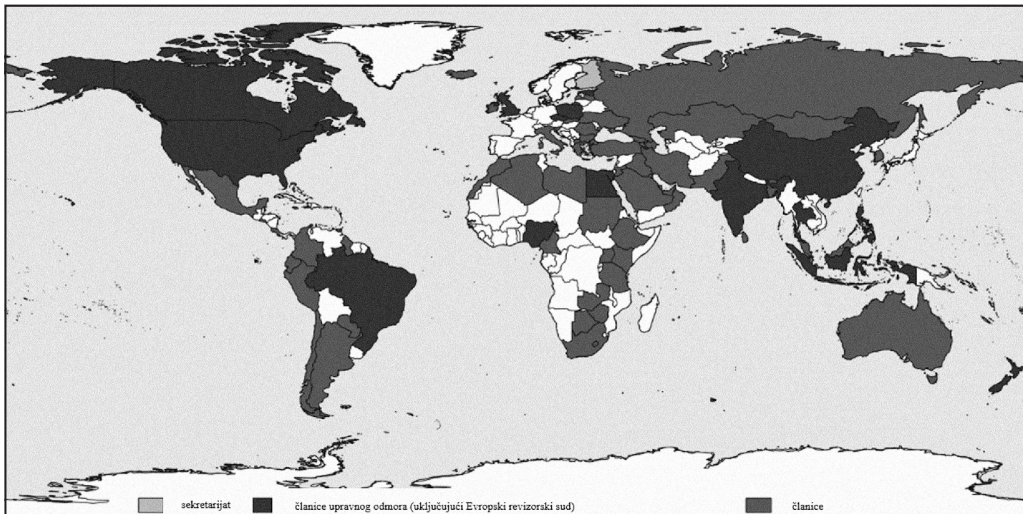 sekretarijat
članice upravnog odmora (uključujući Evropski revizorski sud)
članice